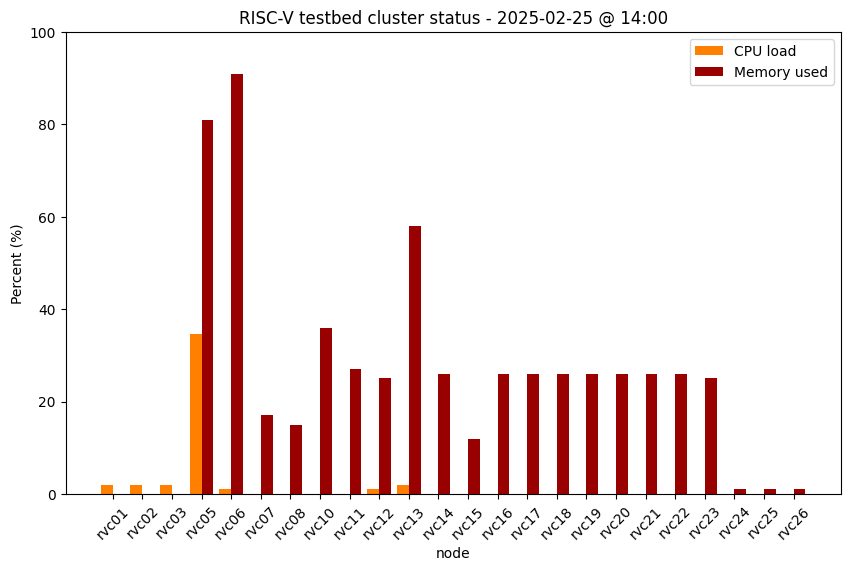 RISC-V testbed cluster status - 2025-02-25 @ 14:00
CPU load
Memory used
Percent (%)
100
80
60
40
20
0
rvc01
rvc02
rvc03
rvc05
rvc06
rvc07
rvc08
rvc10
rvc11
rvc12
rvc13
rvc14
rvc15
rvc16
rvc17
rvc18
rvc19
rvc20
rvc21
rvc22
rvc23
rvc24
rvc25
rvc26
node